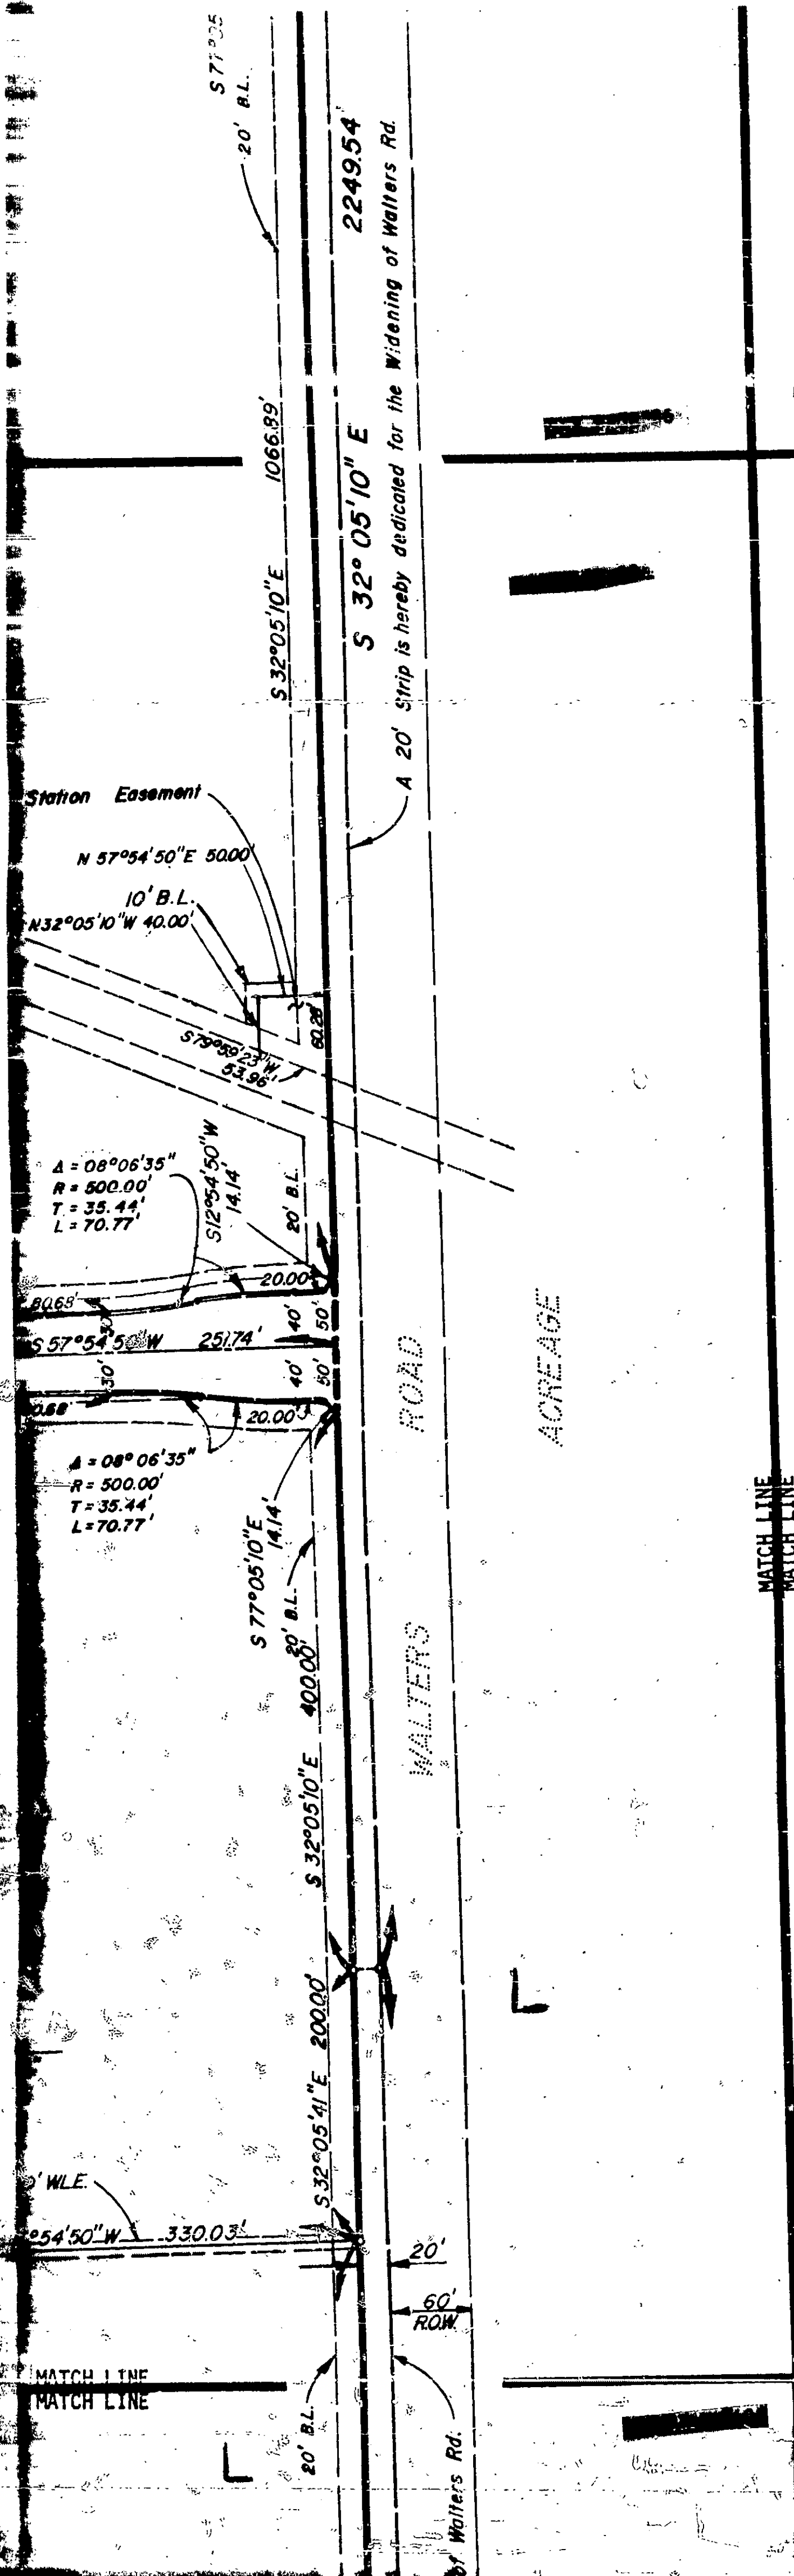 S 77°05
20' B.L.
2249.54'
S 32° 05'10" E
A 20' Strip is hereby dedicated for the Widening of Walters Rd.
S 32°05'10"E 1066.89'
Station Easement
N 57°54'50"E 50.00'
10' B.L.
N32°05'10"W 40.00'
60.28'
S79°59'23"W
53.96'
Δ = 08°06'35"
R = 500.00'
T = 35.44'
L = 70.77'
S12°54'50"W
14.14'
20' B.L.
20.00'
80.68'
30'
40'
50'
S 57°54'50"W 251.74'
30'
40'
50'
0.68'
20.00'
Δ = 08°06'35"
R = 500.00'
T = 35.44'
L = 70.77'
S 77°05'10"E
14.14'
20' B.L.
S 32°05'10"E 400.00'
WALTERS ROAD
ACREAGE
MATCH LINE
MATCH LINE
S 32°05'41"E 200.00'
L
' W.L.E.
°54'50"W 330.03'
20'
60'
R.O.W.
MATCH LINE
MATCH LINE
20' B.L.
L
of Walters Rd.